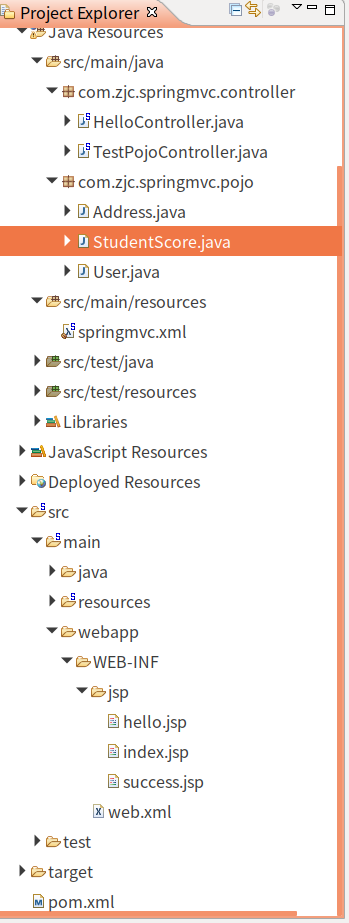 Project Explorer
Java Resources
src/main/java
com.zjc.springmvc.controller
HelloController.java
TestPojoController.java
com.zjc.springmvc.pojo
Address.java
StudentScore.java
User.java
src/main/resources
springmvc.xml
src/test/java
src/test/resources
Libraries
JavaScript Resources
Deployed Resources
src
main
java
resources
webapp
WEB-INF
jsp
hello.jsp
index.jsp
success.jsp
web.xml
test
target
pom.xml